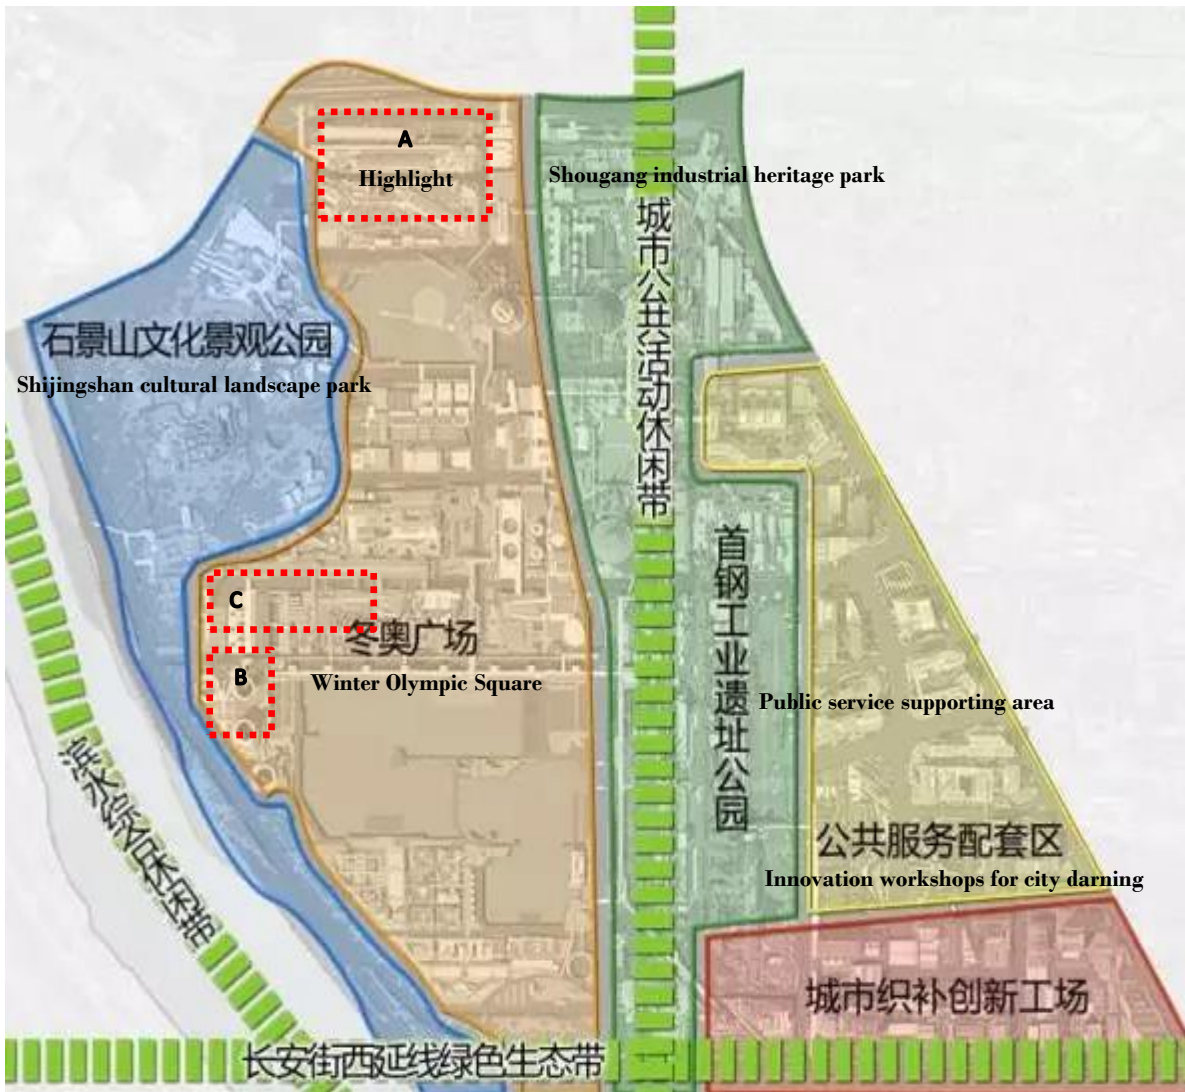 A
Highlight
Shougang industrial heritage park
城市公共活动休闲带
石景山文化景观公园
Shijingshan cultural landscape park
首钢工业遗址公园
C
冬奥广场
B
Winter Olympic Square
Public service supporting area
滨水综合休闲带
公共服务配套区
Innovation workshops for city darning
城市织补创新工场
长安街西延线绿色生态带